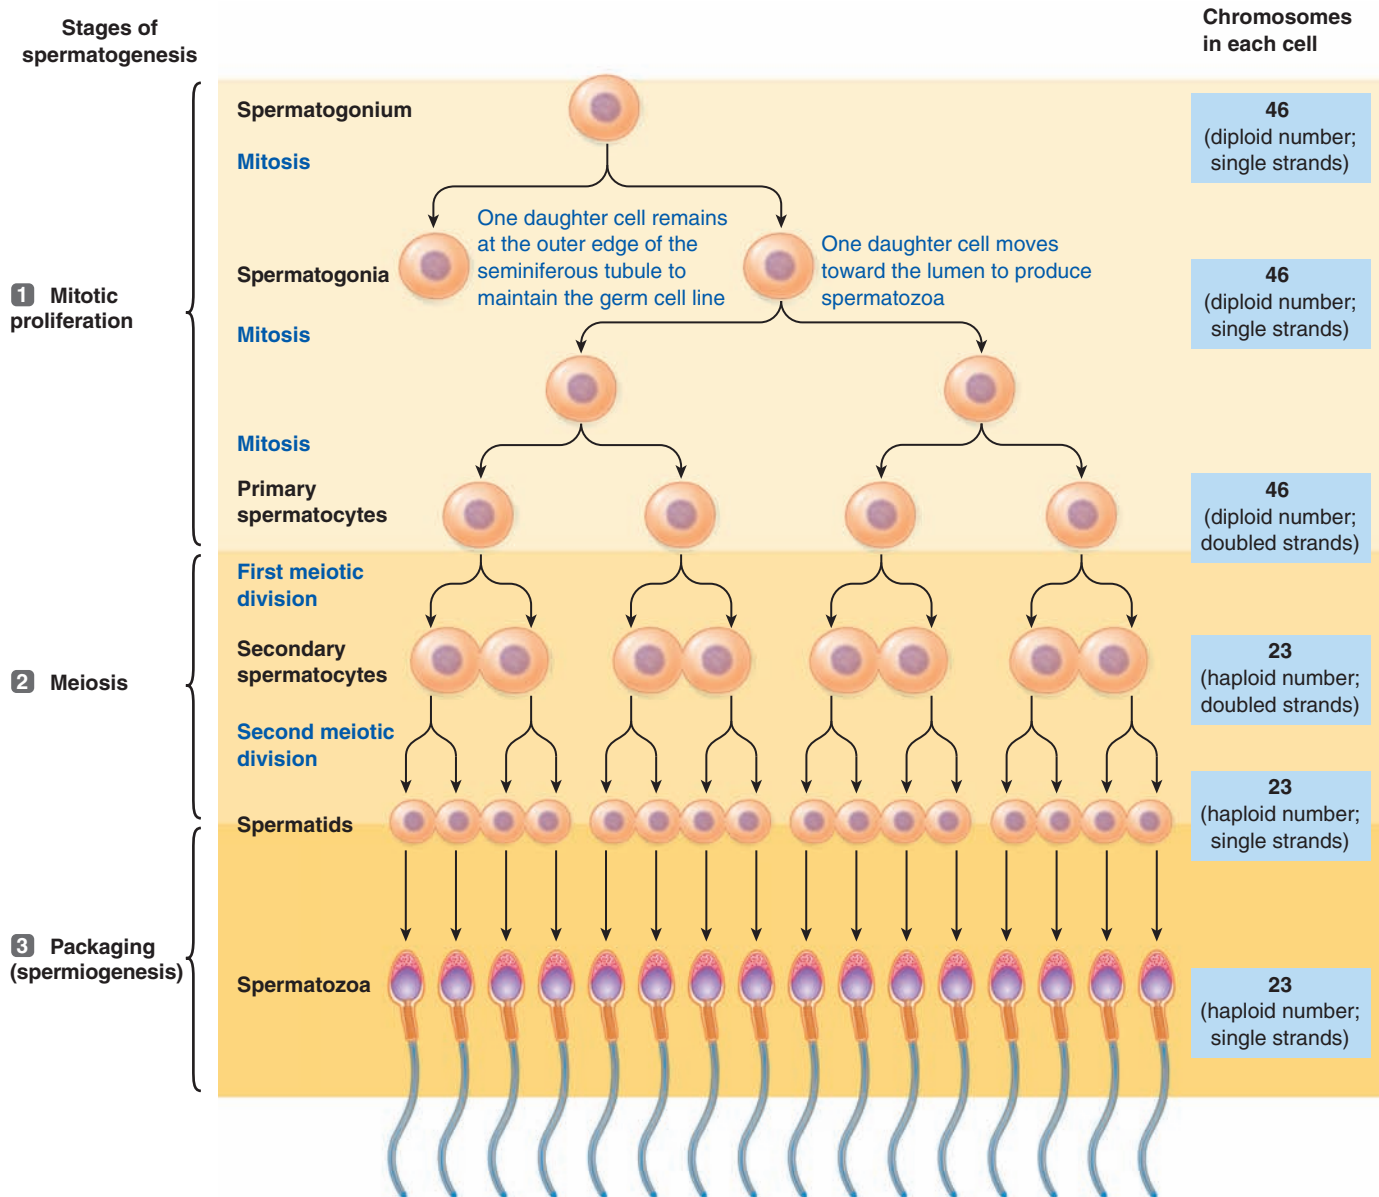 Stages of
spermatogenesis
Chromosomes
in each cell
Spermatogonium
46
(diploid number;
single strands)
Mitosis
One daughter cell remains
at the outer edge of the
seminiferous tubule to
maintain the germ cell line
One daughter cell moves
toward the lumen to produce
spermatozoa
Spermatogonia
46
(diploid number;
single strands)
1 Mitotic
proliferation
Mitosis
Mitosis
Primary
spermatocytes
46
(diploid number;
doubled strands)
First meiotic
division
Secondary
spermatocytes
23
(haploid number;
doubled strands)
2 Meiosis
Second meiotic
division
Spermatids
23
(haploid number;
single strands)
3 Packaging
(spermiogenesis)
Spermatozoa
23
(haploid number;
single strands)